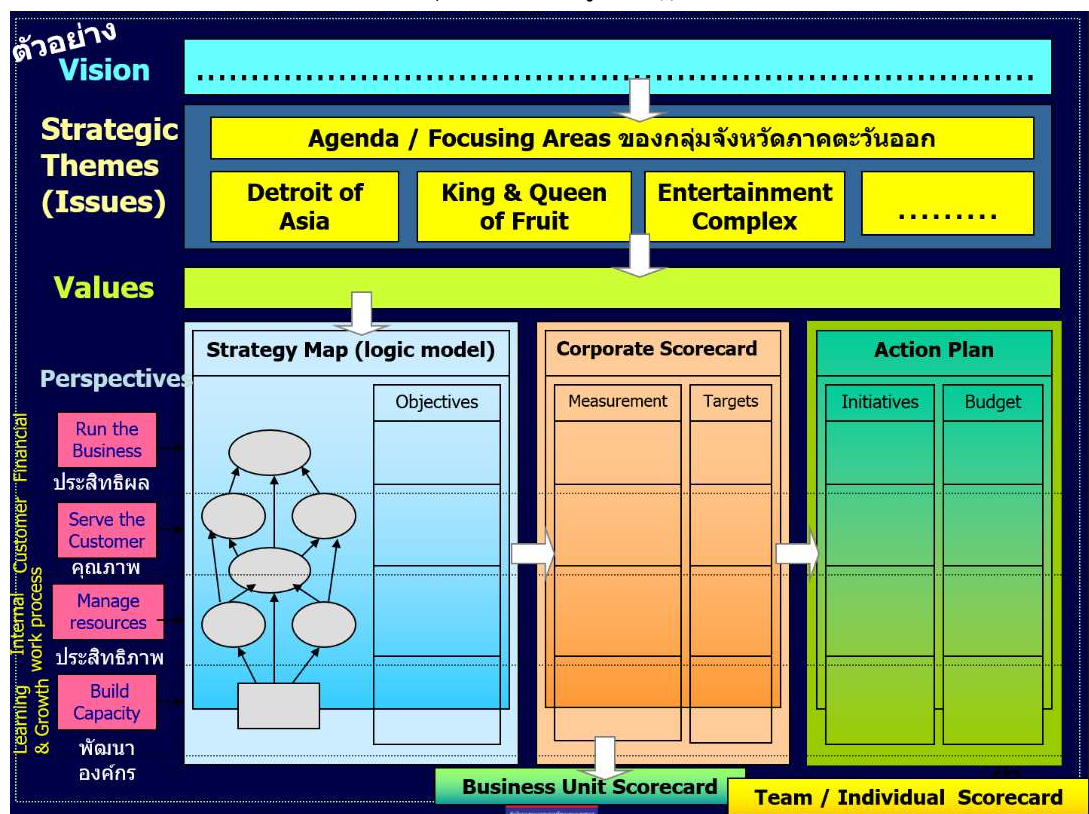 ตัวอย่าง
Vision
........................................................................
Strategic
Themes
(Issues)
Agenda / Focusing Areas ของกลุ่มจังหวัดภาคตะวันออก
Detroit of
Asia
King & Queen
of Fruit
Entertainment
Complex
.........
Values
Perspectives
Strategy Map (logic model)
Objectives
Corporate Scorecard
Measurement
Targets
Action Plan
Initiatives
Budget
Financial
Run the
Business
ประสิทธิผล
Customer
Serve the
Customer
คุณภาพ
Internal
work process
Manage
resources
ประสิทธิภาพ
Learning
& Growth
Build
Capacity
พัฒนา
องค์กร
Business Unit Scorecard
Team / Individual Scorecard